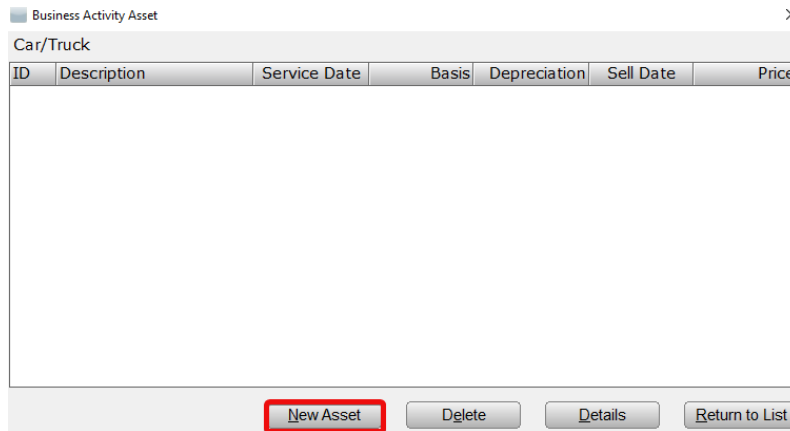 Business Activity Asset
Car/Truck
ID Description Service Date Basis Depreciation Sell Date Price
New Asset Delete Details Return to List